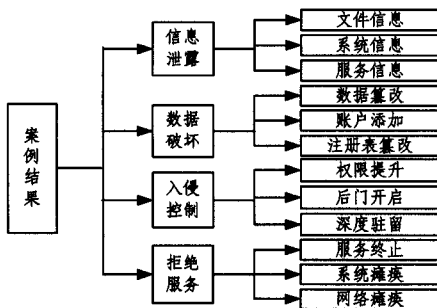 案例结果
信息
泄露
数据
破坏
入侵
控制
拒绝
服务
文件信息
系统信息
服务信息
数据篡改
账户添加
注册表篡改
权限提升
后门开启
深度驻留
服务终止
系统瘫痪
网络瘫痪